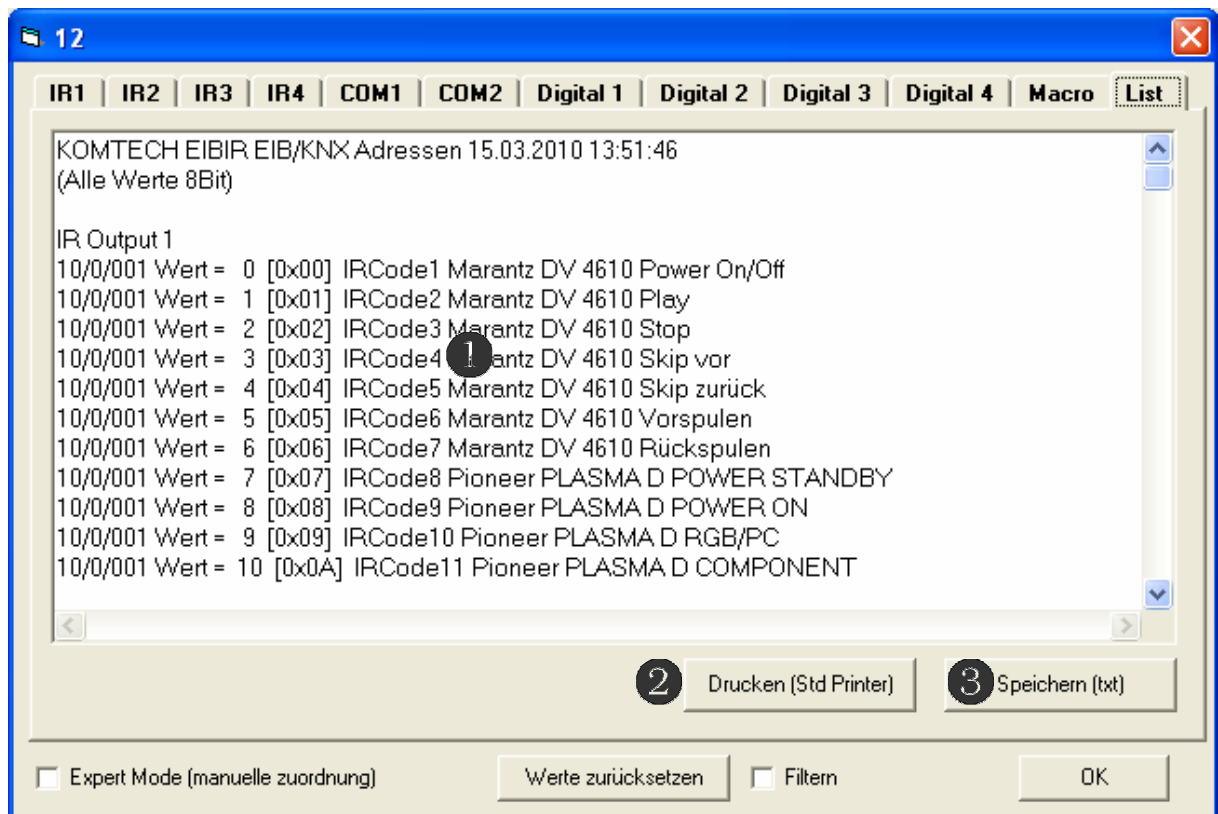 12
IR1 IR2 IR3 IR4 COM1 COM2 Digital 1 Digital 2 Digital 3 Digital 4 Macro List
KOMTECH EIBIR EIB/KNX Adressen 15.03.2010 13:51:46
(Alle Werte 8Bit)
IR Output 1
10/0/001 Wert = 0 [0x00] IRCode1 Marantz DV 4610 Power On/Off
10/0/001 Wert = 1 [0x01] IRCode2 Marantz DV 4610 Play
10/0/001 Wert = 2 [0x02] IRCode3 Marantz DV 4610 Stop
10/0/001 Wert = 3 [0x03] IRCode4 1 antz DV 4610 Skip vor
10/0/001 Wert = 4 [0x04] IRCode5 Marantz DV 4610 Skip zurück
10/0/001 Wert = 5 [0x05] IRCode6 Marantz DV 4610 Vorspulen
10/0/001 Wert = 6 [0x06] IRCode7 Marantz DV 4610 Rückspulen
10/0/001 Wert = 7 [0x07] IRCode8 Pioneer PLASMA D POWER STANDBY
10/0/001 Wert = 8 [0x08] IRCode9 Pioneer PLASMA D POWER ON
10/0/001 Wert = 9 [0x09] IRCode10 Pioneer PLASMA D RGB/PC
10/0/001 Wert = 10 [0x0A] IRCode11 Pioneer PLASMA D COMPONENT
2 Drucken (Std Printer) 3 Speichern (txt)
Expert Mode (manuelle zuordnung) Werte zurücksetzen Filtern OK